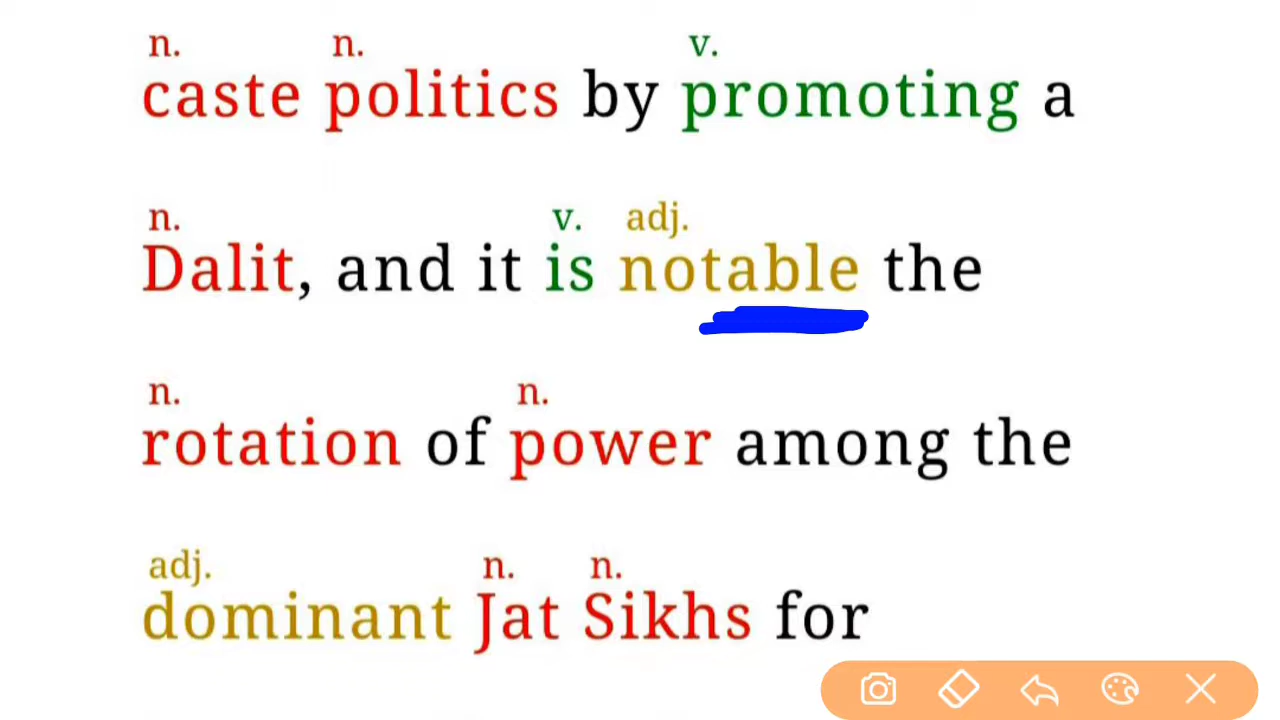 n. n. v.
caste politics by promoting a
n. v. adj.
Dalit, and it is notable the
n. n.
rotation of power among the
adj. n. n.
dominant Jat Sikhs for